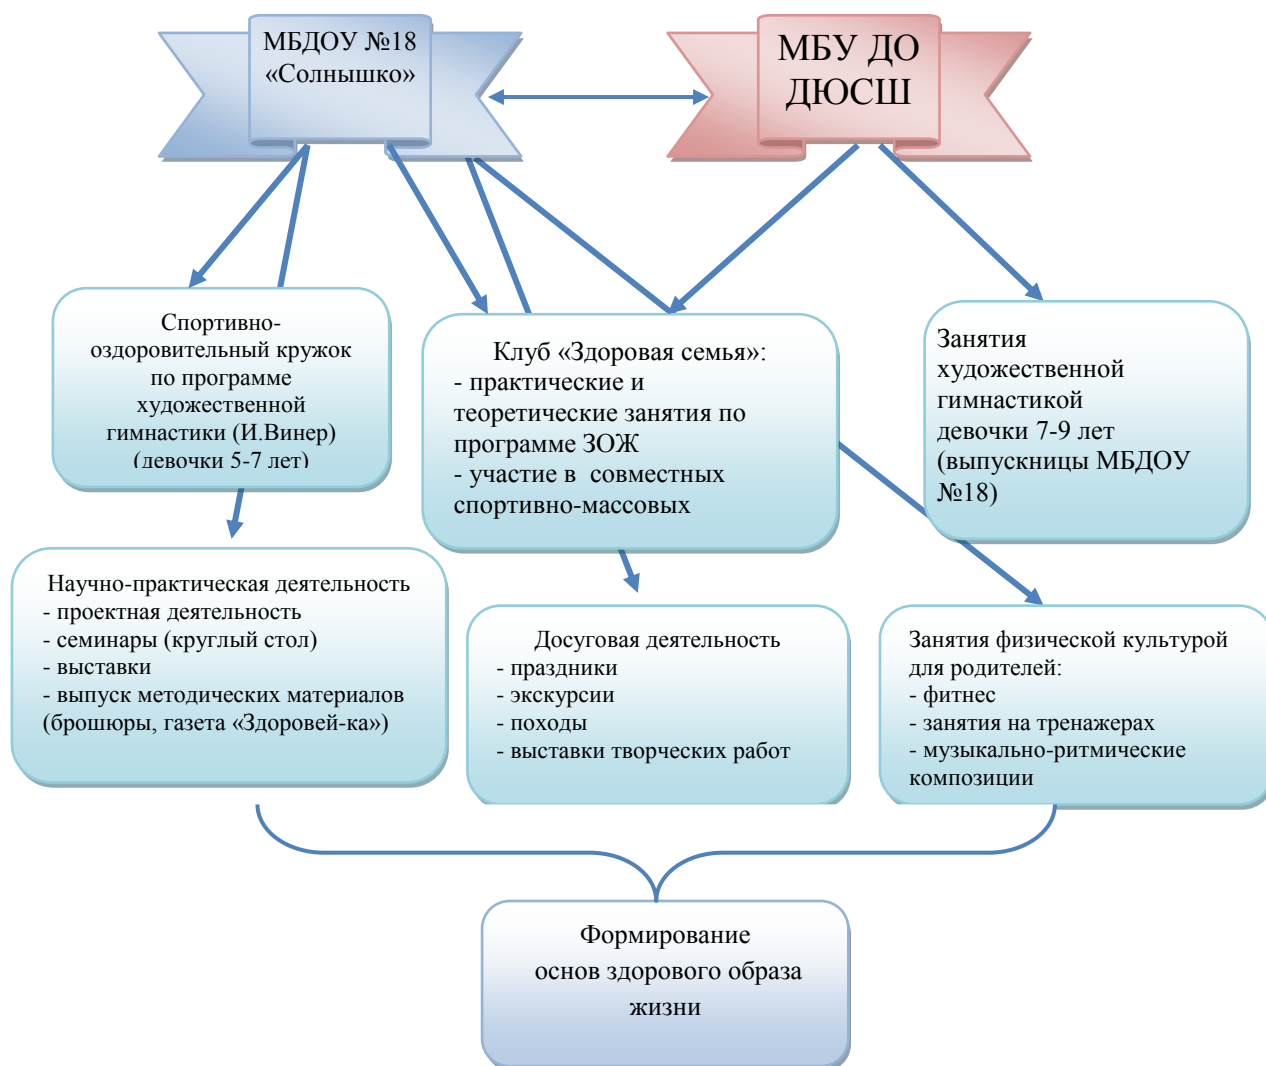 МБДОУ №18
«Солнышко»
МБУ ДО
ДЮСШ
Спортивно-
оздоровительный кружок
по программе
художественной
гимнастики (И.Винер)
(девочки 5-7 лет)
Клуб «Здоровая семья»:
- практические и
теоретические занятия по
программе ЗОЖ
- участие в совместных
спортивно-массовых
Занятия
художественной
гимнастикой
девочки 7-9 лет
(выпускницы МБДОУ
№18)
Научно-практическая деятельность
- проектная деятельность
- семинары (круглый стол)
- выставки
- выпуск методических материалов
(брошюры, газета «Здоровей-ка»)
Досуговая деятельность
- праздники
- экскурсии
- походы
- выставки творческих работ
Занятия физической культурой
для родителей:
- фитнес
- занятия на тренажерах
- музыкально-ритмические
композиции
Формирование
основ здорового образа
жизни